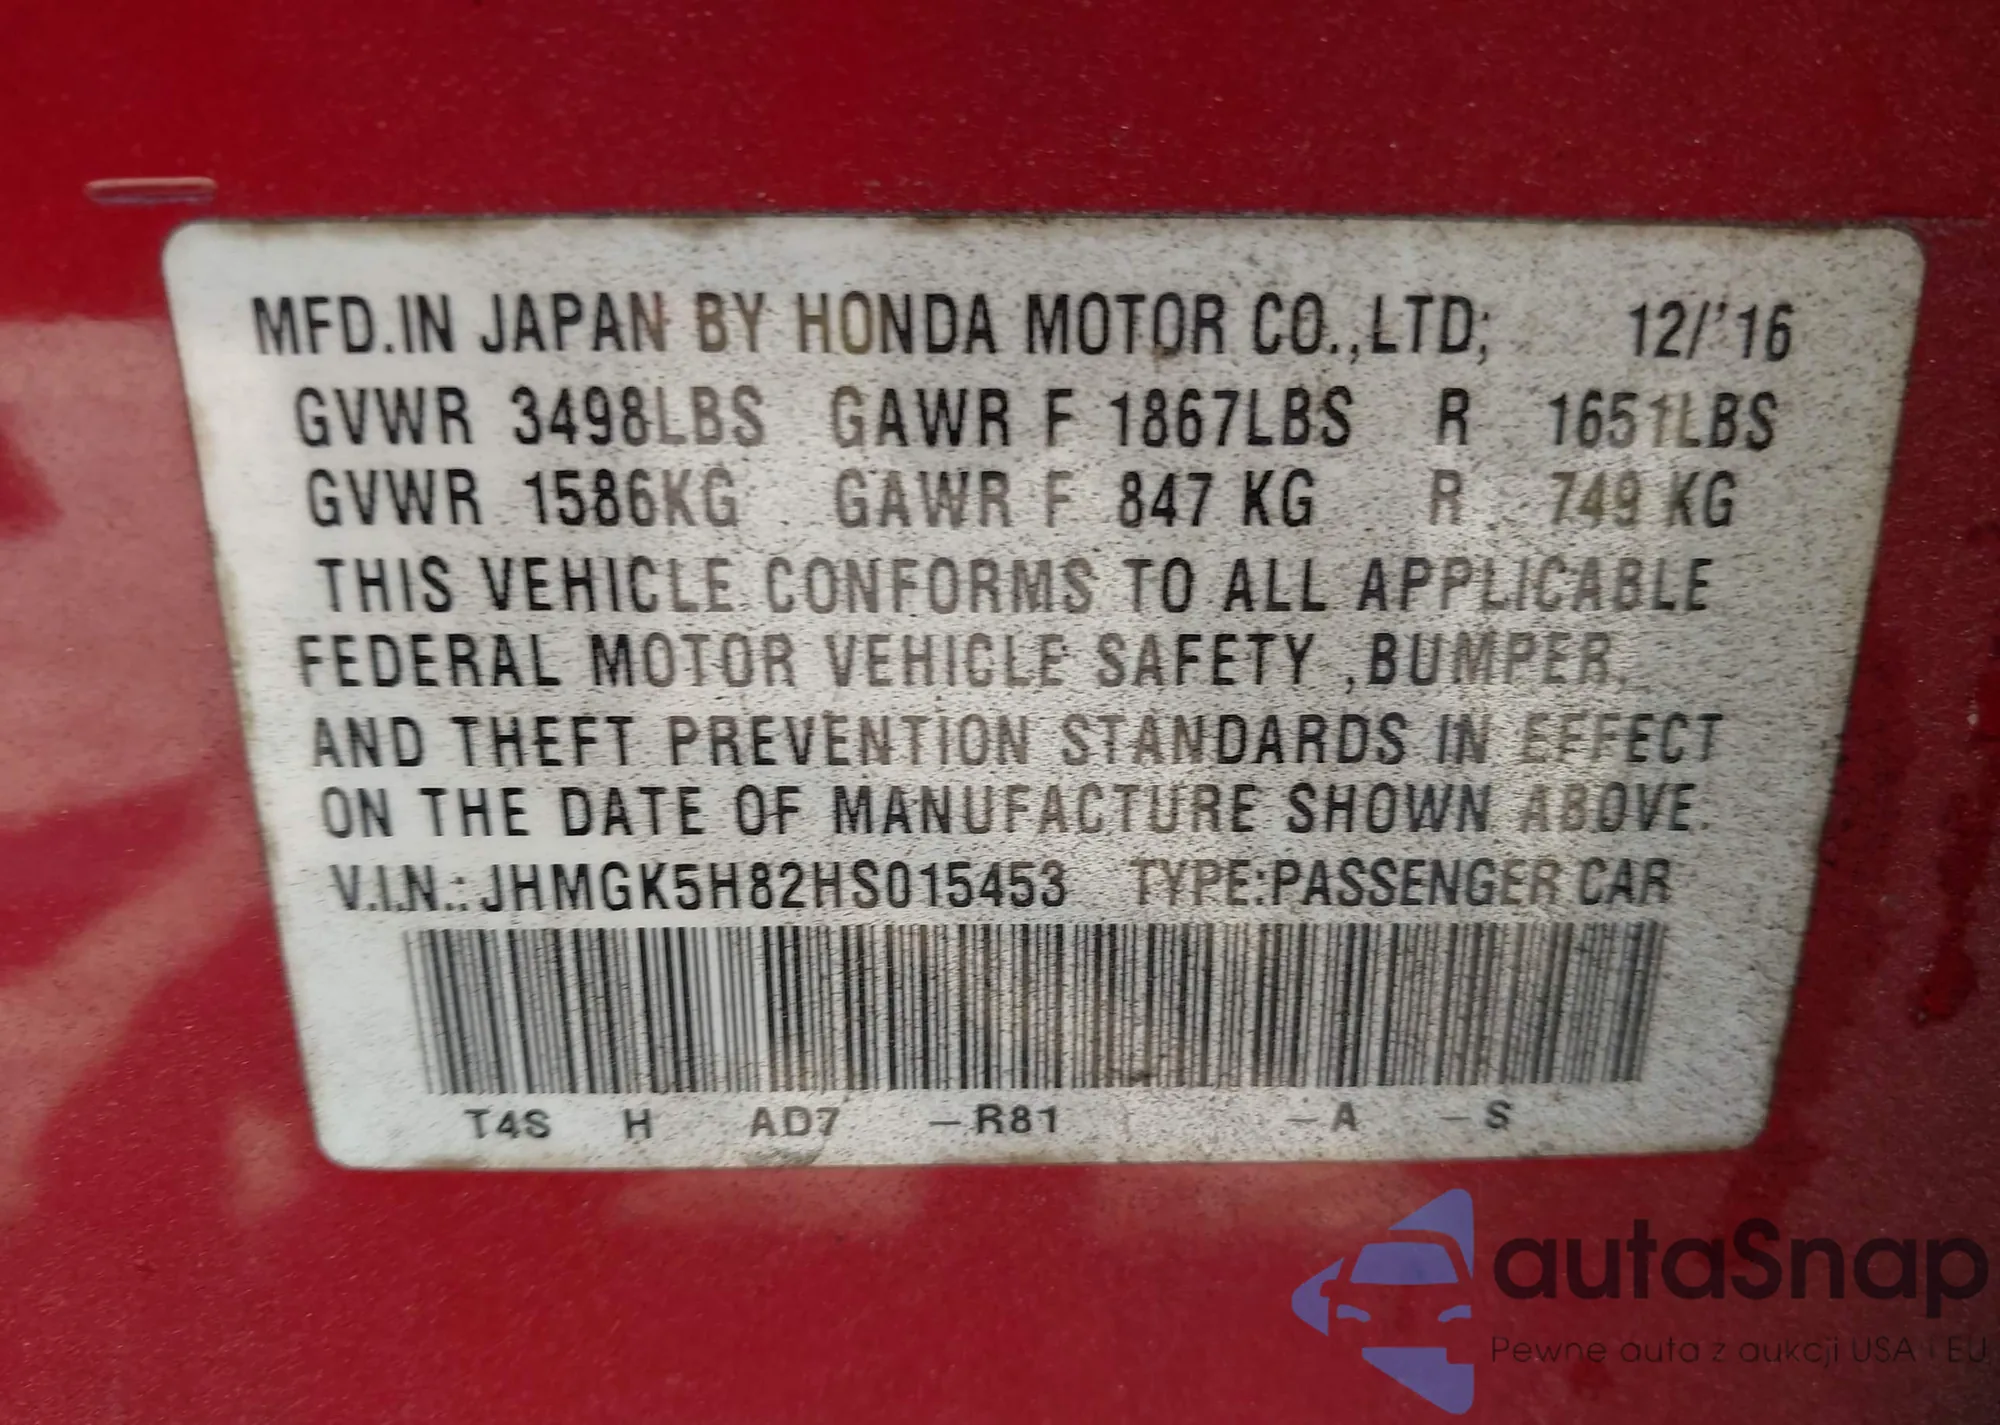 MFD.IN JAPAN BY HONDA MOTOR CO.,LTD; 12/'16
GVWR 3498LBS GAWR F 1867LBS R 1651LBS
GVWR 1586KG GAWR F 847 KG R 749 KG
THIS VEHICLE CONFORMS TO ALL APPLICABLE
FEDERAL MOTOR VEHICLE SAFETY ,BUMPER,
AND THEFT PREVENTION STANDARDS IN EFFECT
ON THE DATE OF MANUFACTURE SHOWN ABOVE.
V.I.N.: JHMGK5H82HS015453 TYPE:PASSENGER CAR
T4S H AD7 –R81 –A –S
autaSnap
Pewne auta z aukcji USA i EU